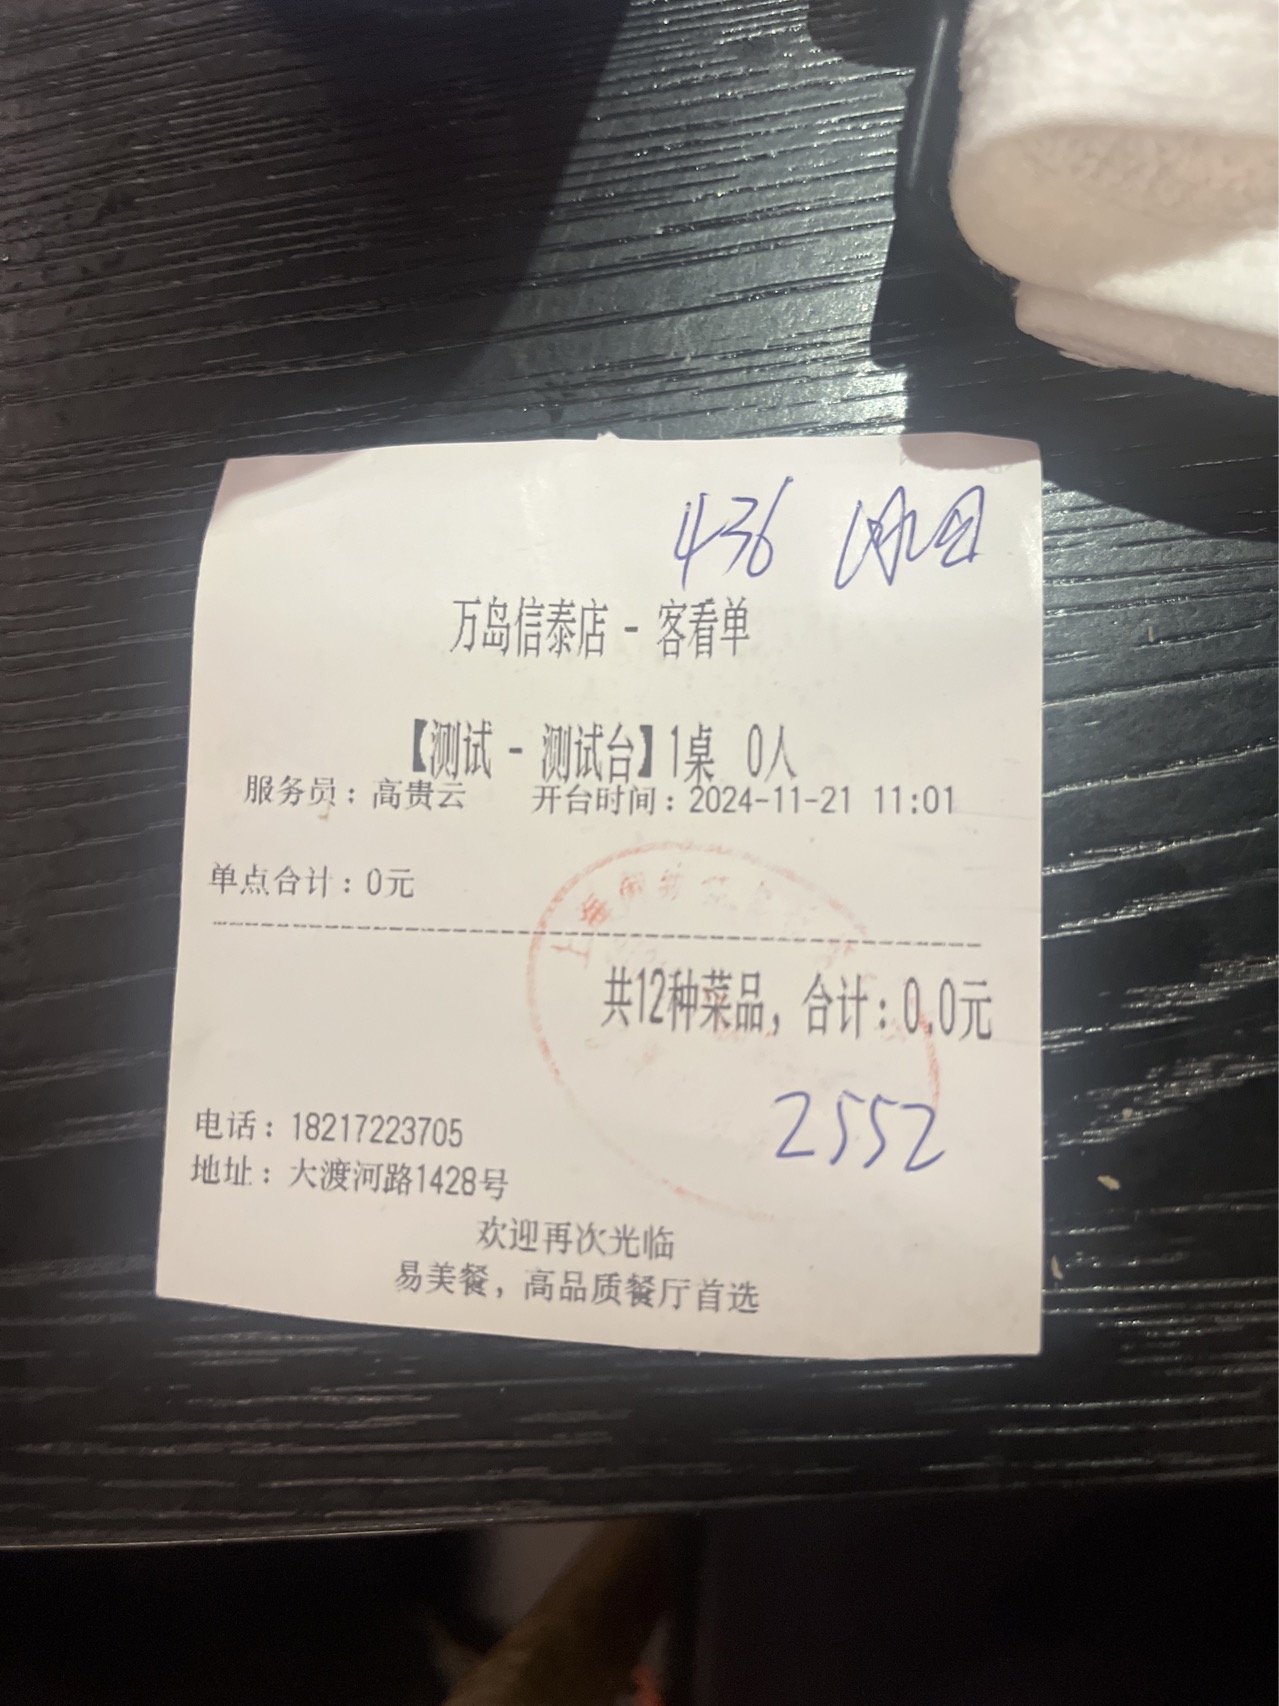 436
万岛信泰店 - 客看单
【测试 - 测试台】1桌 0人
服务员：高贵云 开台时间：2024-11-21 11:01
单点合计：0元
共12种菜品，合计：0.0元
2552
电话：18217223705
地址：大渡河路1428号
欢迎再次光临
易美餐，高品质餐厅首选